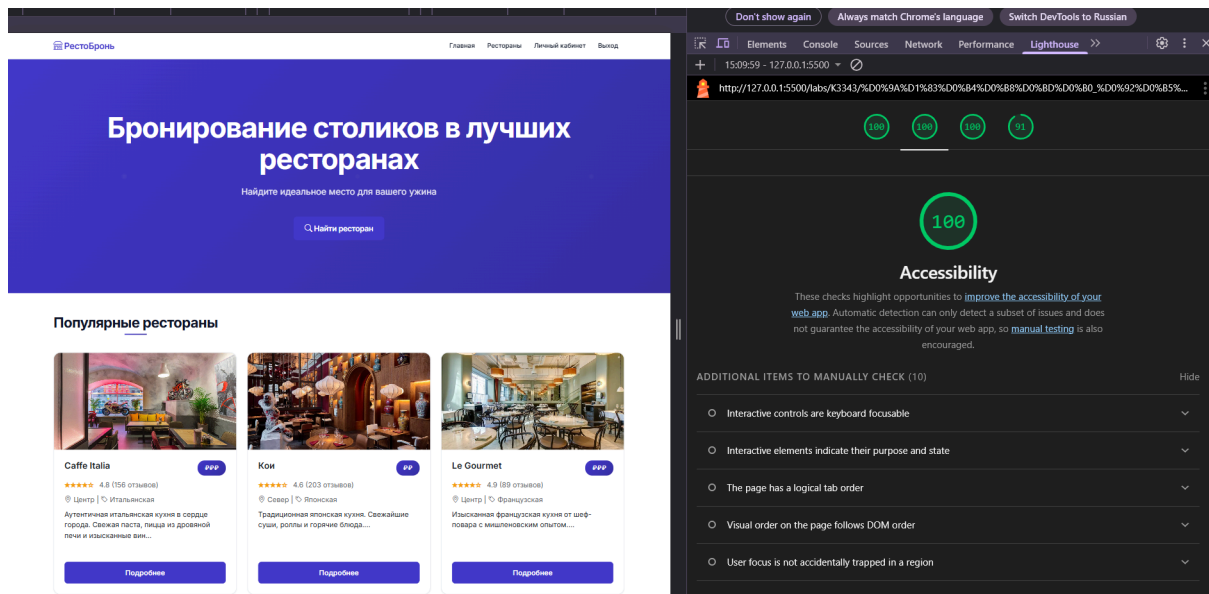 РестоБронь
Главная Рестораны Личный кабинет Выход
Бронирование столиков в лучших
ресторанах
Найдите идеальное место для вашего ужина
Найти ресторан
Популярные рестораны
Caffe Italia
₽₽₽
4.8 (156 отзывов)
Центр | Итальянская
Аутентичная итальянская кухня в сердце
города. Свежая паста, пицца из дровяной
печи и изысканные вин...
Подробнее
Кои
₽₽
4.6 (203 отзывов)
Север | Японская
Традиционная японская кухня. Свежайшие
суши, роллы и горячие блюда....
Подробнее
Le Gourmet
₽₽₽
4.9 (89 отзывов)
Центр | Французская
Изысканная французская кухня от шеф-
повара с мишленовским опытом....
Подробнее
Don't show again Always match Chrome's language Switch DevTools to Russian
Elements Console Sources Network Performance Lighthouse
15:09:59 - 127.0.0.1:5500
http://127.0.0.1:5500/labs/K3343/%D0%9A%D1%83%D0%B4%D0%B8%D0%BD%D0%B0_%D0%92%D0%B5%...
100 100 100 91
100
Accessibility
These checks highlight opportunities to improve the accessibility of your
web app. Automatic detection can only detect a subset of issues and does
not guarantee the accessibility of your web app, so manual testing is also
encouraged.
ADDITIONAL ITEMS TO MANUALLY CHECK (10) Hide
Interactive controls are keyboard focusable
Interactive elements indicate their purpose and state
The page has a logical tab order
Visual order on the page follows DOM order
User focus is not accidentally trapped in a region